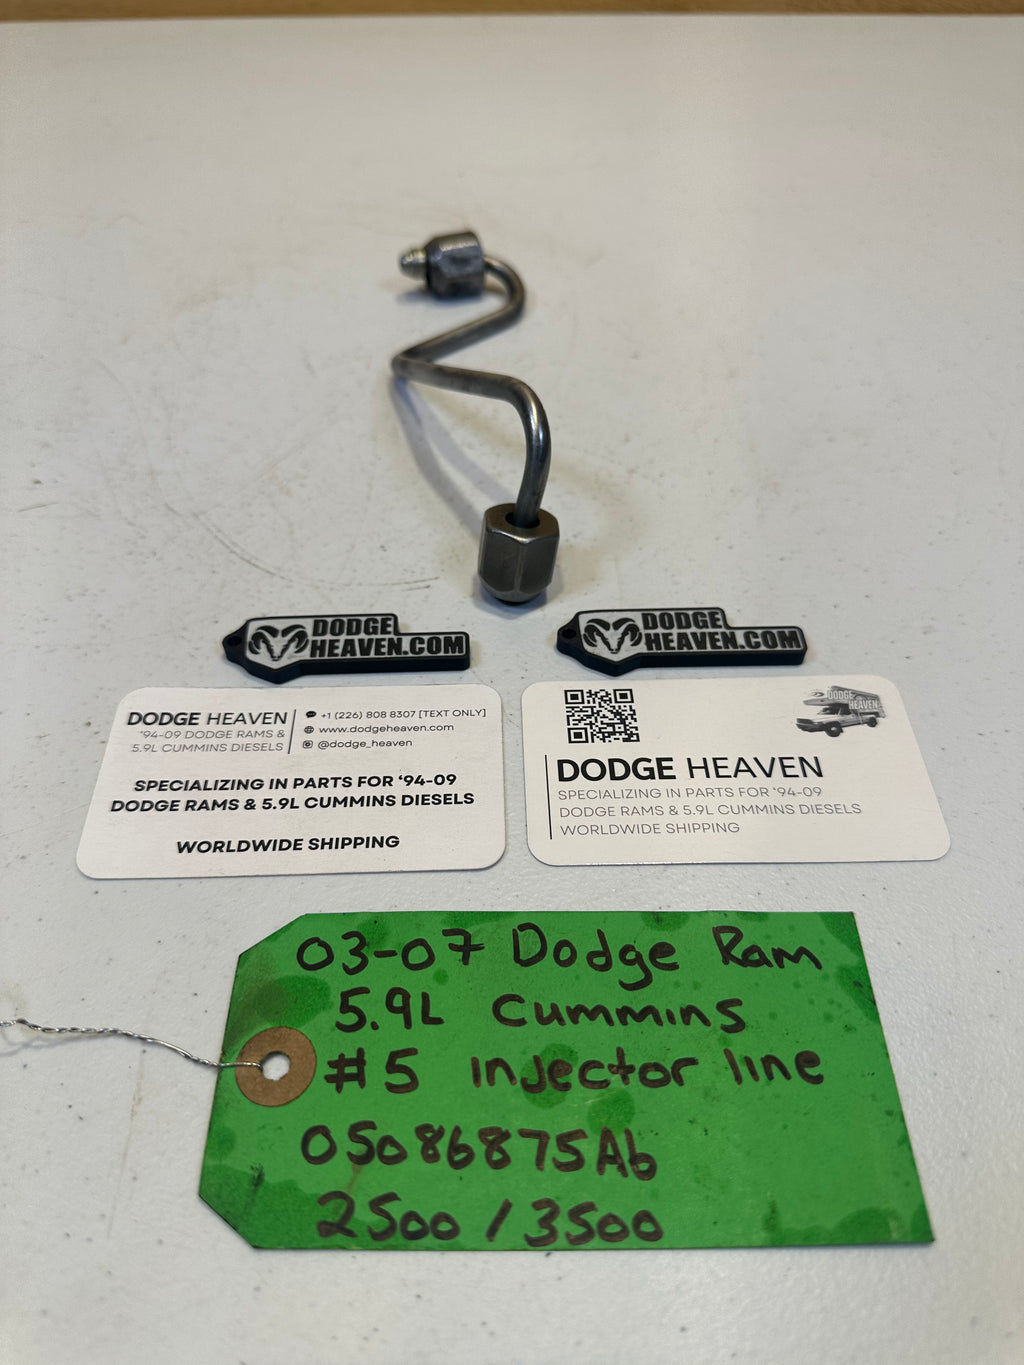 DODGE
HEAVEN.COM
DODGE
HEAVEN.COM
DODGE HEAVEN
'94-09 DODGE RAMS &
5.9L CUMMINS DIESELS
+1 (226) 808 8307 [TEXT ONLY]
www.dodgeheaven.com
@dodge_heaven
SPECIALIZING IN PARTS FOR '94-09
DODGE RAMS & 5.9L CUMMINS DIESELS
WORLDWIDE SHIPPING
DODGE
HEAVEN
DODGE HEAVEN
SPECIALIZING IN PARTS FOR '94-09
DODGE RAMS & 5.9L CUMMINS DIESELS
WORLDWIDE SHIPPING
03-07 Dodge Ram
5.9L Cummins
#5 injector line
05086875Ab
2500 / 3500